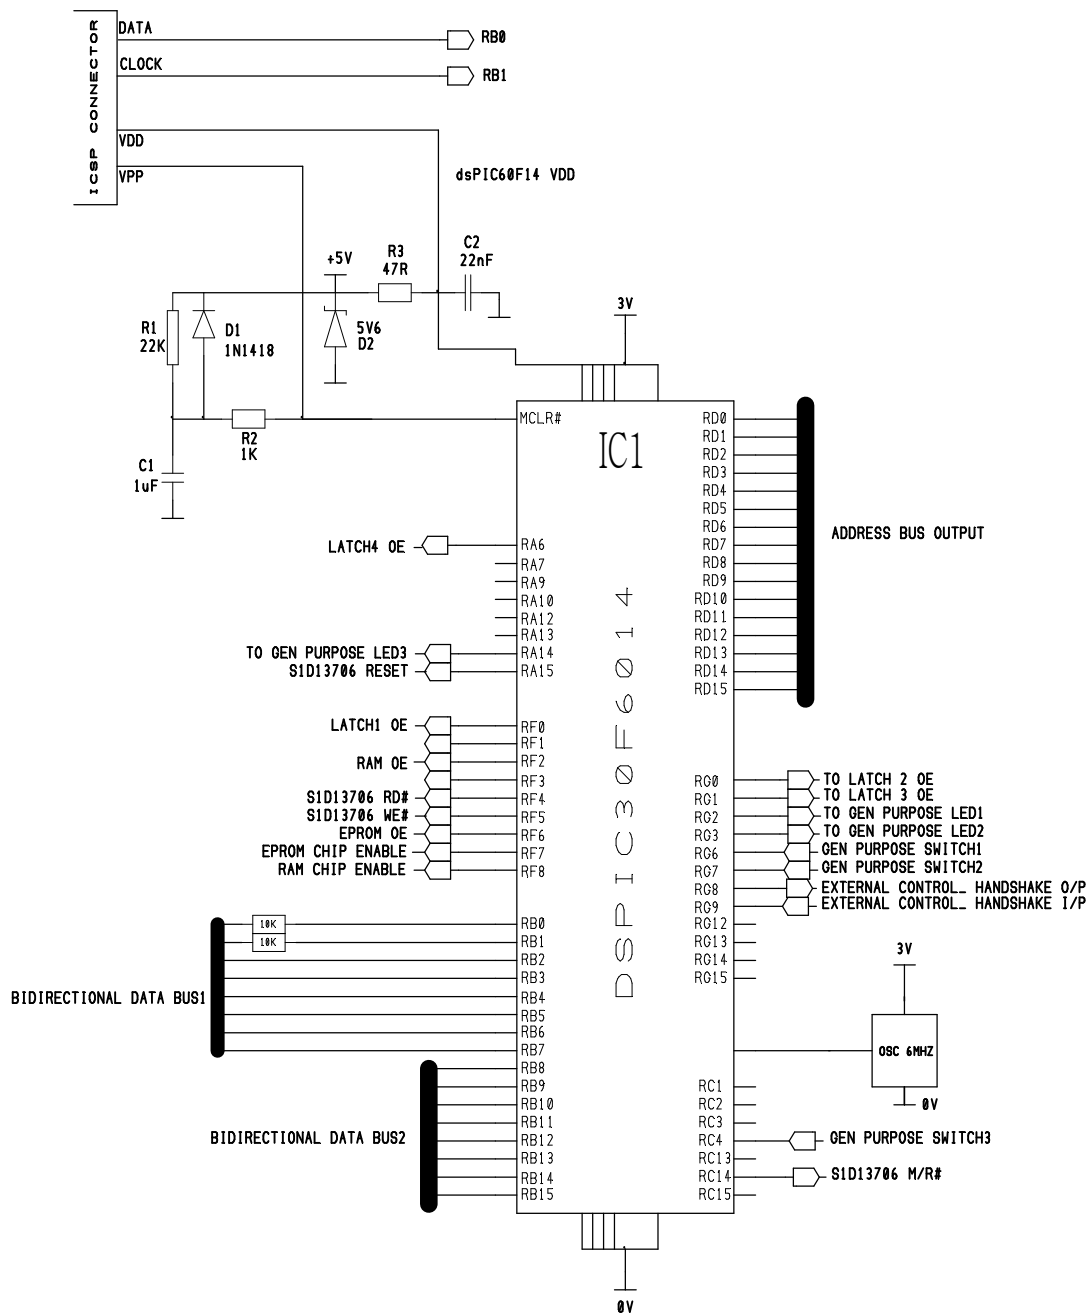 ICSP CONNECTOR
DATA
RB0
CLOCK
RB1
VDD
VPP
dsPIC60F14 VDD
+5V
R3
47R
C2
22nF
3V
R1
22K
D1
1N1418
5V6
D2
R2
1K
C1
1uF
MCLR#
IC1
DSPIC30F6014
LATCH4 OE
RA6
RA7
RA9
RA10
RA12
RA13
TO GEN PURPOSE LED3
RA14
S1D13706 RESET
RA15
LATCH1 OE
RF0
RF1
RAM OE
RF2
RF3
S1D13706 RD#
RF4
S1D13706 WE#
RF5
EPROM OE
RF6
EPROM CHIP ENABLE
RF7
RAM CHIP ENABLE
RF8
10K
RB0
10K
RB1
RB2
RB3
BIDIRECTIONAL DATA BUS1
RB4
RB5
RB6
RB7
RB8
RB9
RB10
RB11
BIDIRECTIONAL DATA BUS2
RB12
RB13
RB14
RB15
RD0
RD1
RD2
RD3
RD4
RD5
RD6
RD7
RD8
RD9
RD10
RD11
RD12
RD13
RD14
RD15
ADDRESS BUS OUTPUT
RG0
TO LATCH 2 OE
RG1
TO LATCH 3 OE
RG2
TO GEN PURPOSE LED1
RG3
TO GEN PURPOSE LED2
RG6
GEN PURPOSE SWITCH1
RG7
GEN PURPOSE SWITCH2
RG8
EXTERNAL CONTROL_ HANDSHAKE O/P
RG9
EXTERNAL CONTROL_ HANDSHAKE I/P
RG12
RG13
RG14
RG15
3V
OSC 6MHZ
0V
RC1
RC2
RC3
RC4
GEN PURPOSE SWITCH3
RC13
RC14
S1D13706 M/R#
RC15
0V